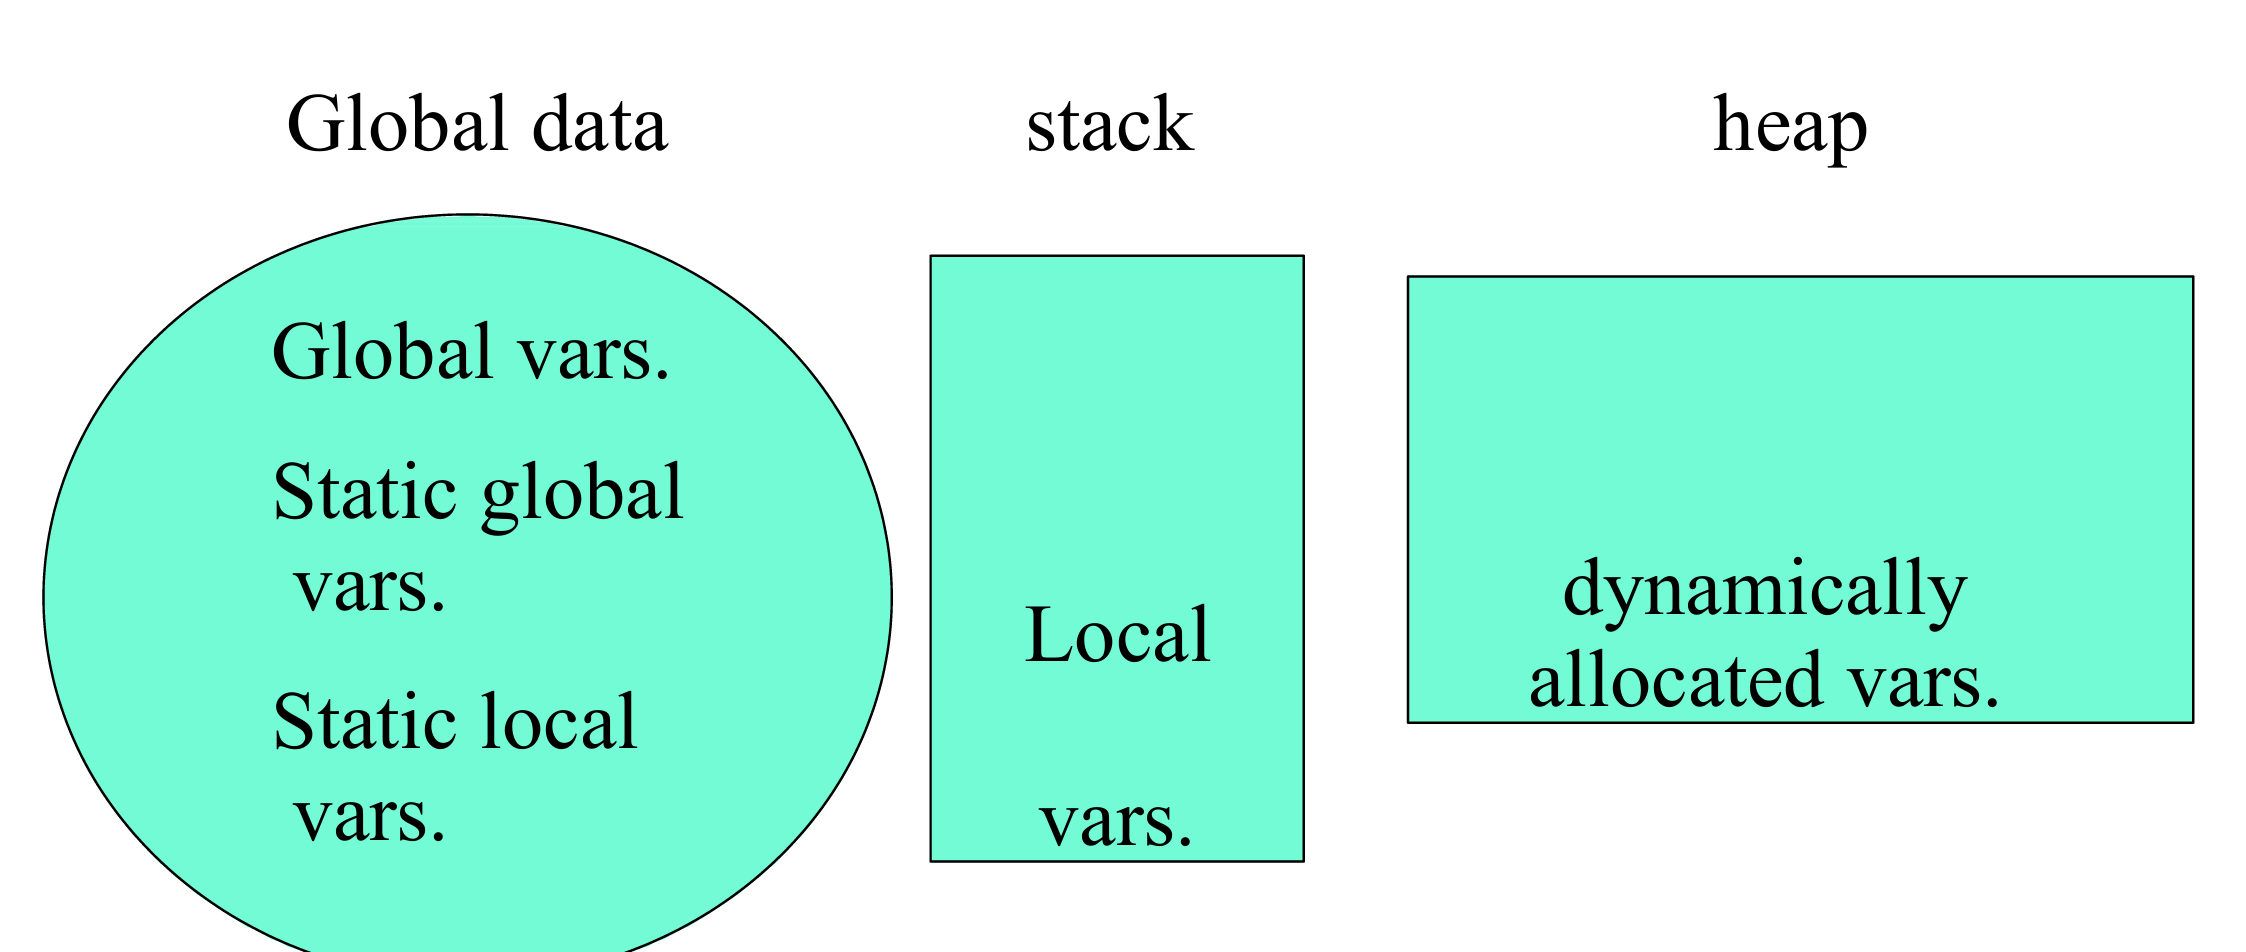 Global data
stack
heap
Global vars.
Static global
vars.
Static local
vars.
Local
vars.
dynamically
allocated vars.